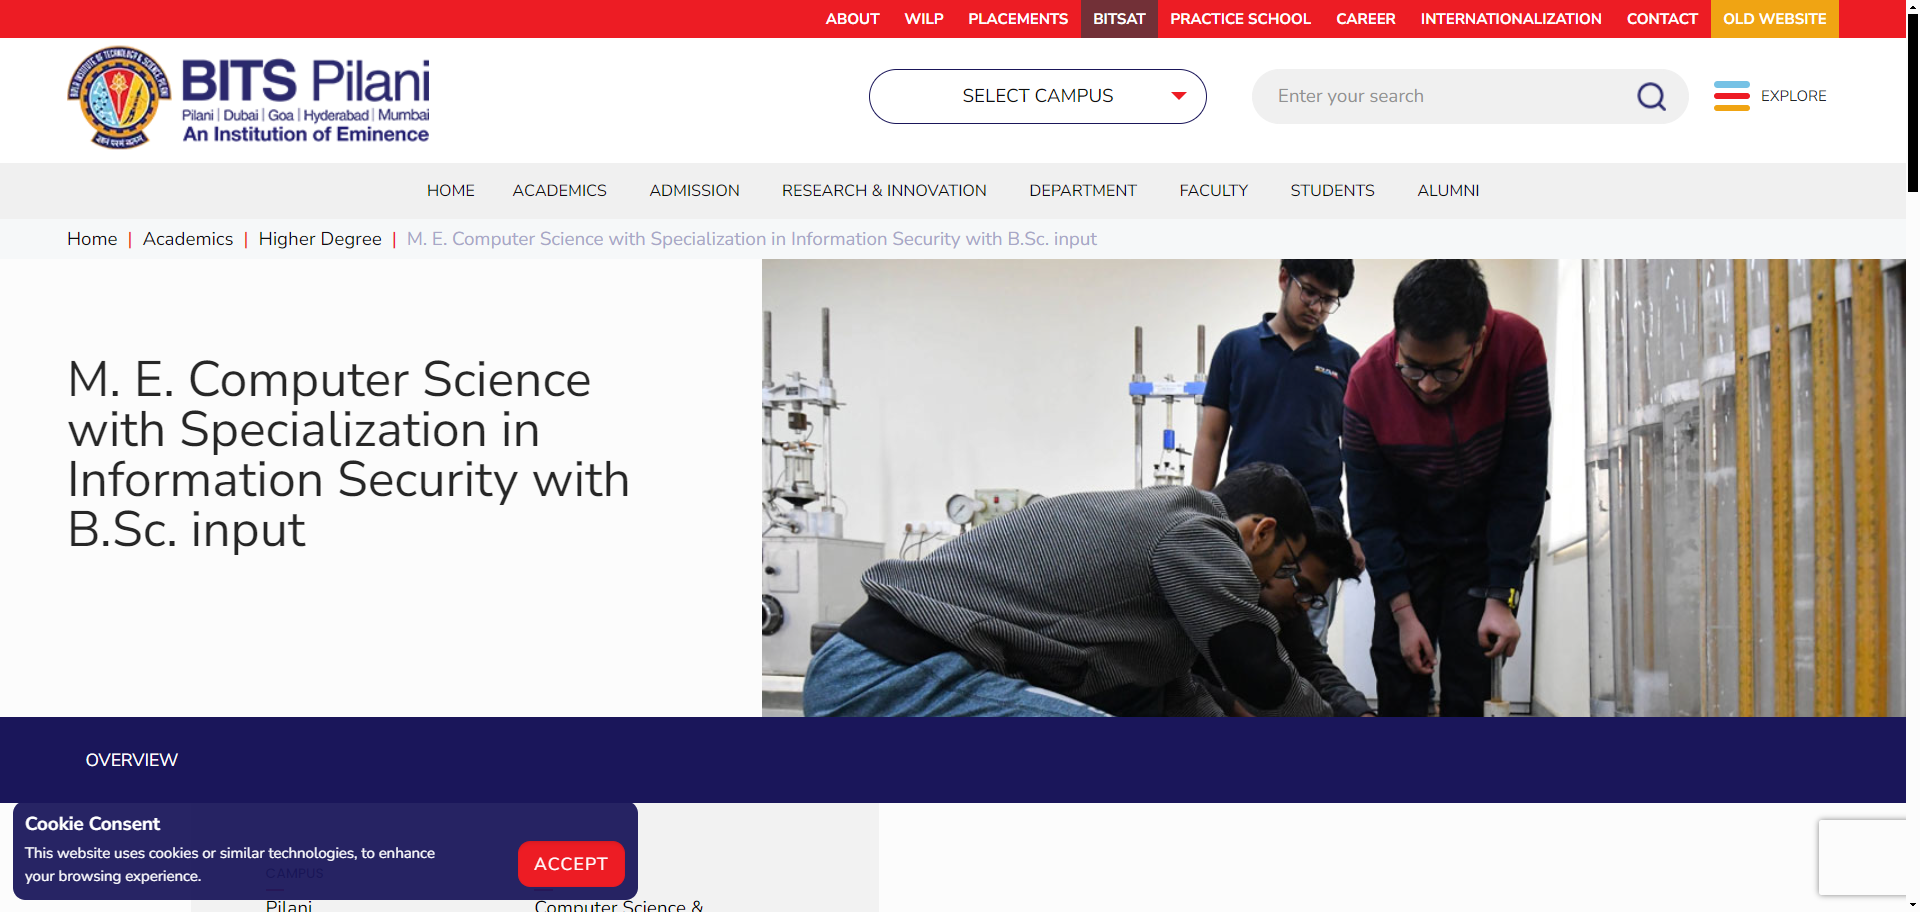 ABOUT WILP PLACEMENTS BITSAT PRACTICE SCHOOL CAREER INTERNATIONALIZATION CONTACT OLD WEBSITE
BITS Pilani
Pilani | Dubai | Goa | Hyderabad | Mumbai
An Institution of Eminence
SELECT CAMPUS
Enter your search
EXPLORE
HOME ACADEMICS ADMISSION RESEARCH & INNOVATION DEPARTMENT FACULTY STUDENTS ALUMNI
Home | Academics | Higher Degree | M. E. Computer Science with Specialization in Information Security with B.Sc. input
M. E. Computer Science
with Specialization in
Information Security with
B.Sc. input
OVERVIEW
Cookie Consent
This website uses cookies or similar technologies, to enhance
your browsing experience.
ACCEPT
CAMPUS
Pilani
Computer Science &